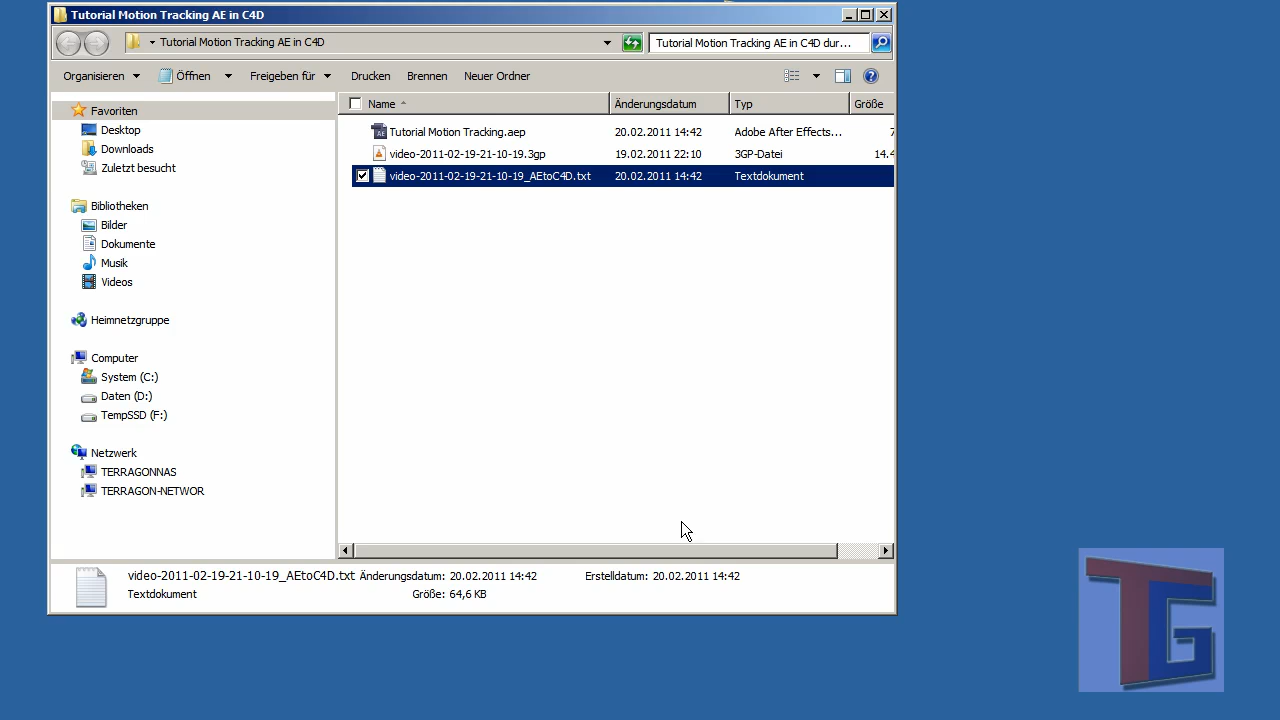 Tutorial Motion Tracking AE in C4D
Tutorial Motion Tracking AE in C4D
Tutorial Motion Tracking AE in C4D dur...
Organisieren
Öffnen
Freigeben für
Drucken
Brennen
Neuer Ordner
Name
Änderungsdatum
Typ
Größe
Tutorial Motion Tracking.aep 20.02.2011 14:42 Adobe After Effects... 7
video-2011-02-19-21-10-19.3gp 19.02.2011 22:10 3GP-Datei 14.4
video-2011-02-19-21-10-19_AEtoC4D.txt 20.02.2011 14:42 Textdokument
Favoriten
Desktop
Downloads
Zuletzt besucht
Bibliotheken
Bilder
Dokumente
Musik
Videos
Heimnetzgruppe
Computer
System (C:)
Daten (D:)
TempSSD (F:)
Netzwerk
TERRAGONNAS
TERRAGON-NETWOR
video-2011-02-19-21-10-19_AEtoC4D.txt Änderungsdatum: 20.02.2011 14:42 Erstelldatum: 20.02.2011 14:42
Textdokument Größe: 64,6 KB
TG